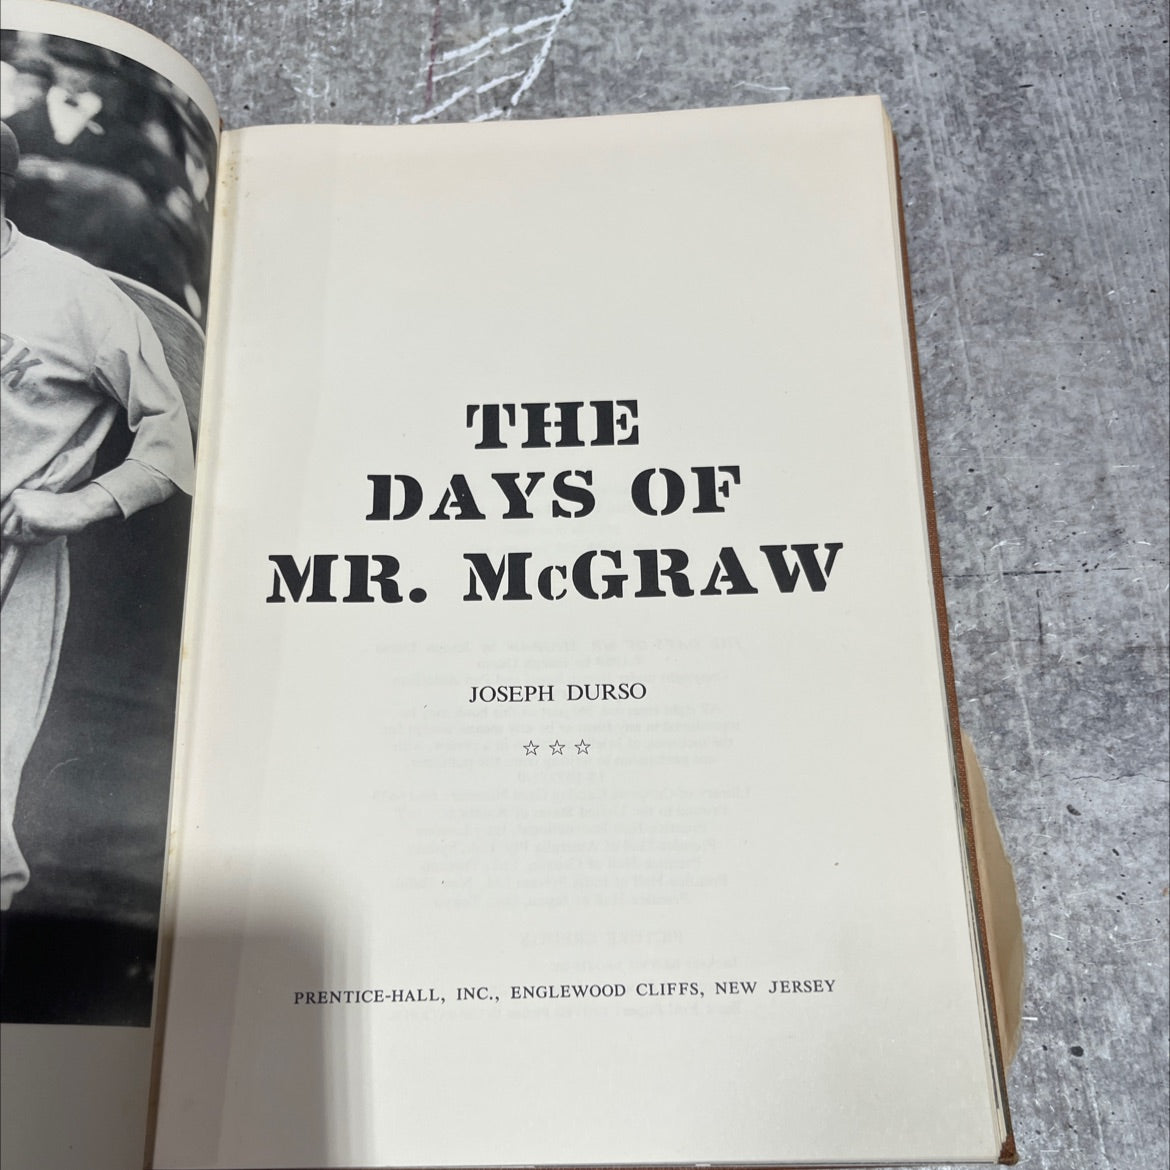 THE
DAYS OF
MR. McGRAW
JOSEPH DURSO
☆ ☆ ☆
PRENTICE-HALL, INC., ENGLEWOOD CLIFFS, NEW JERSEY